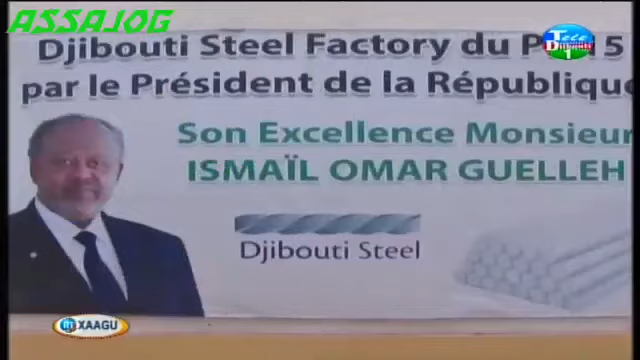 ASSAJOG
Djibouti Steel Factory du P 15
par le Président de la République
Son Excellence Monsieur
ISMAÏL OMAR GUELLEH
Djibouti Steel
XAAGU